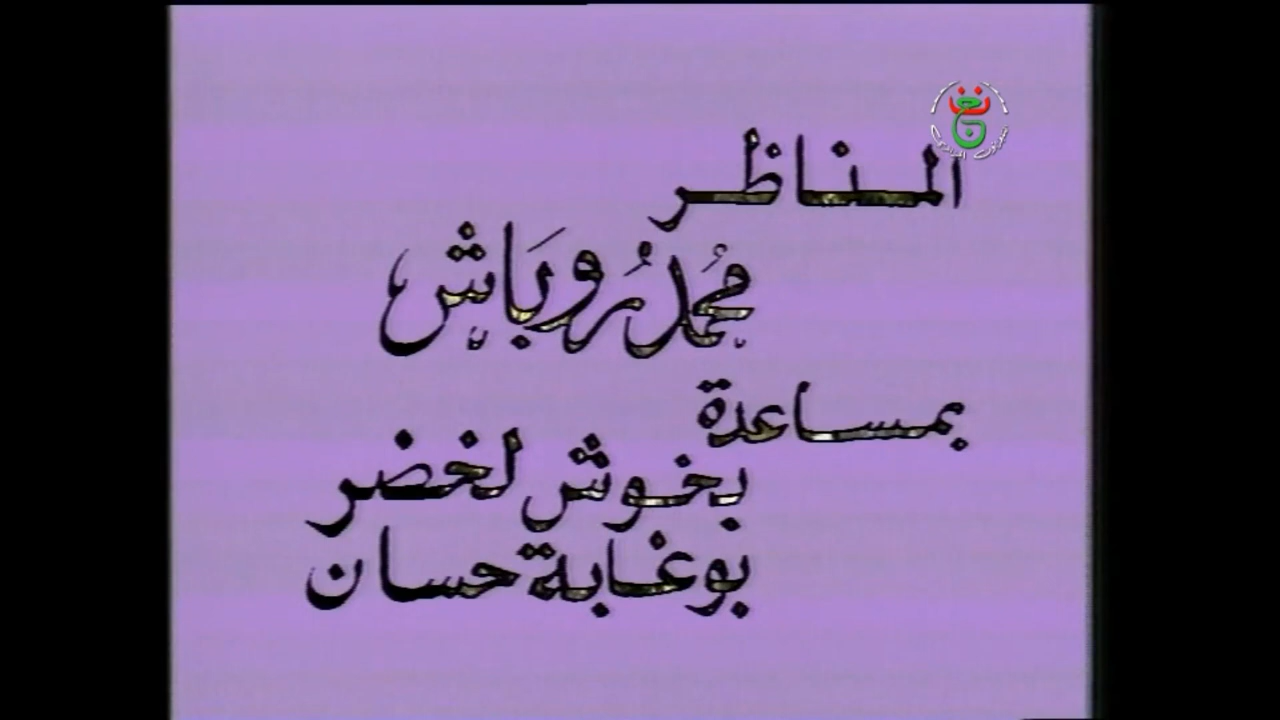 المناظر
محمد روباش
بمساعدة
بخوش لخضر
بوغابة حسان